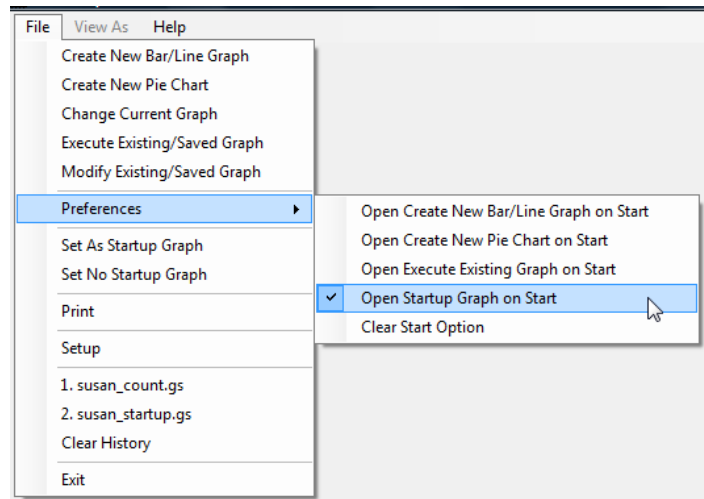 File View As Help
Create New Bar/Line Graph
Create New Pie Chart
Change Current Graph
Execute Existing/Saved Graph
Modify Existing/Saved Graph
Preferences
Set As Startup Graph
Set No Startup Graph
Print
Setup
1. susan_count.gs
2. susan_startup.gs
Clear History
Exit
Open Create New Bar/Line Graph on Start
Open Create New Pie Chart on Start
Open Execute Existing Graph on Start
Open Startup Graph on Start
Clear Start Option